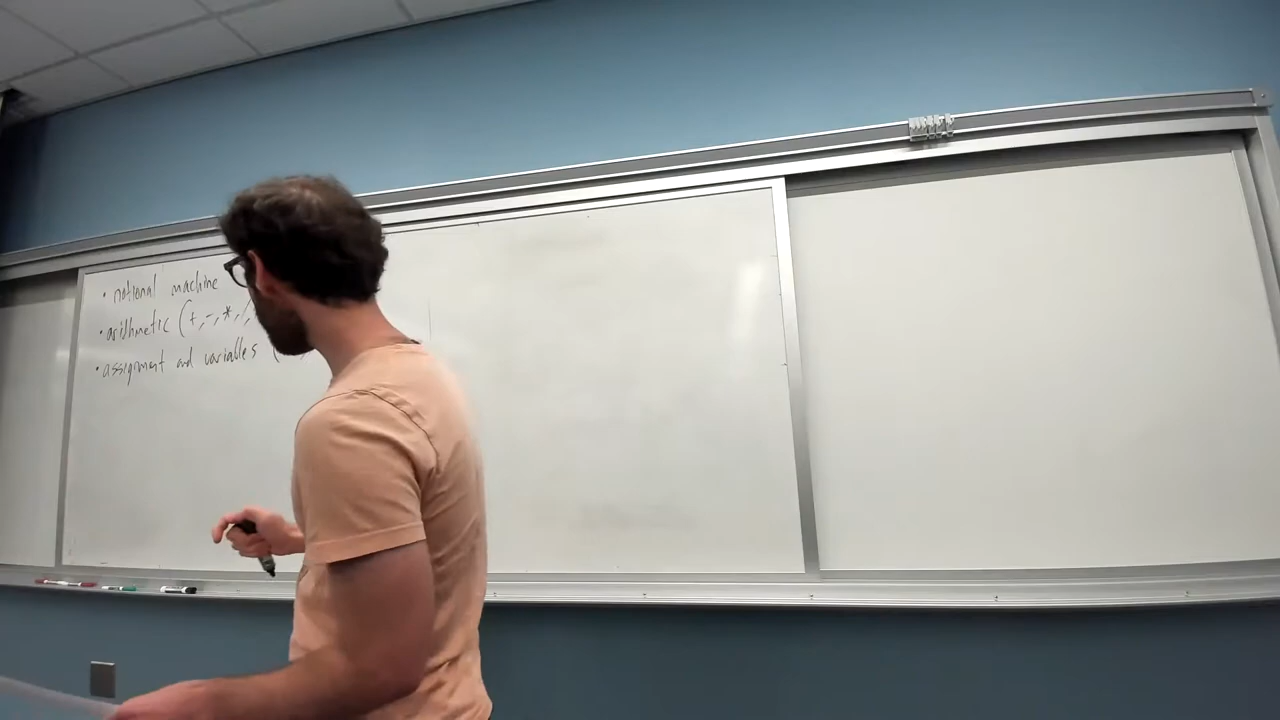 • notional machine
• arithmetic (+,-,*,/,
• assignment and variables (